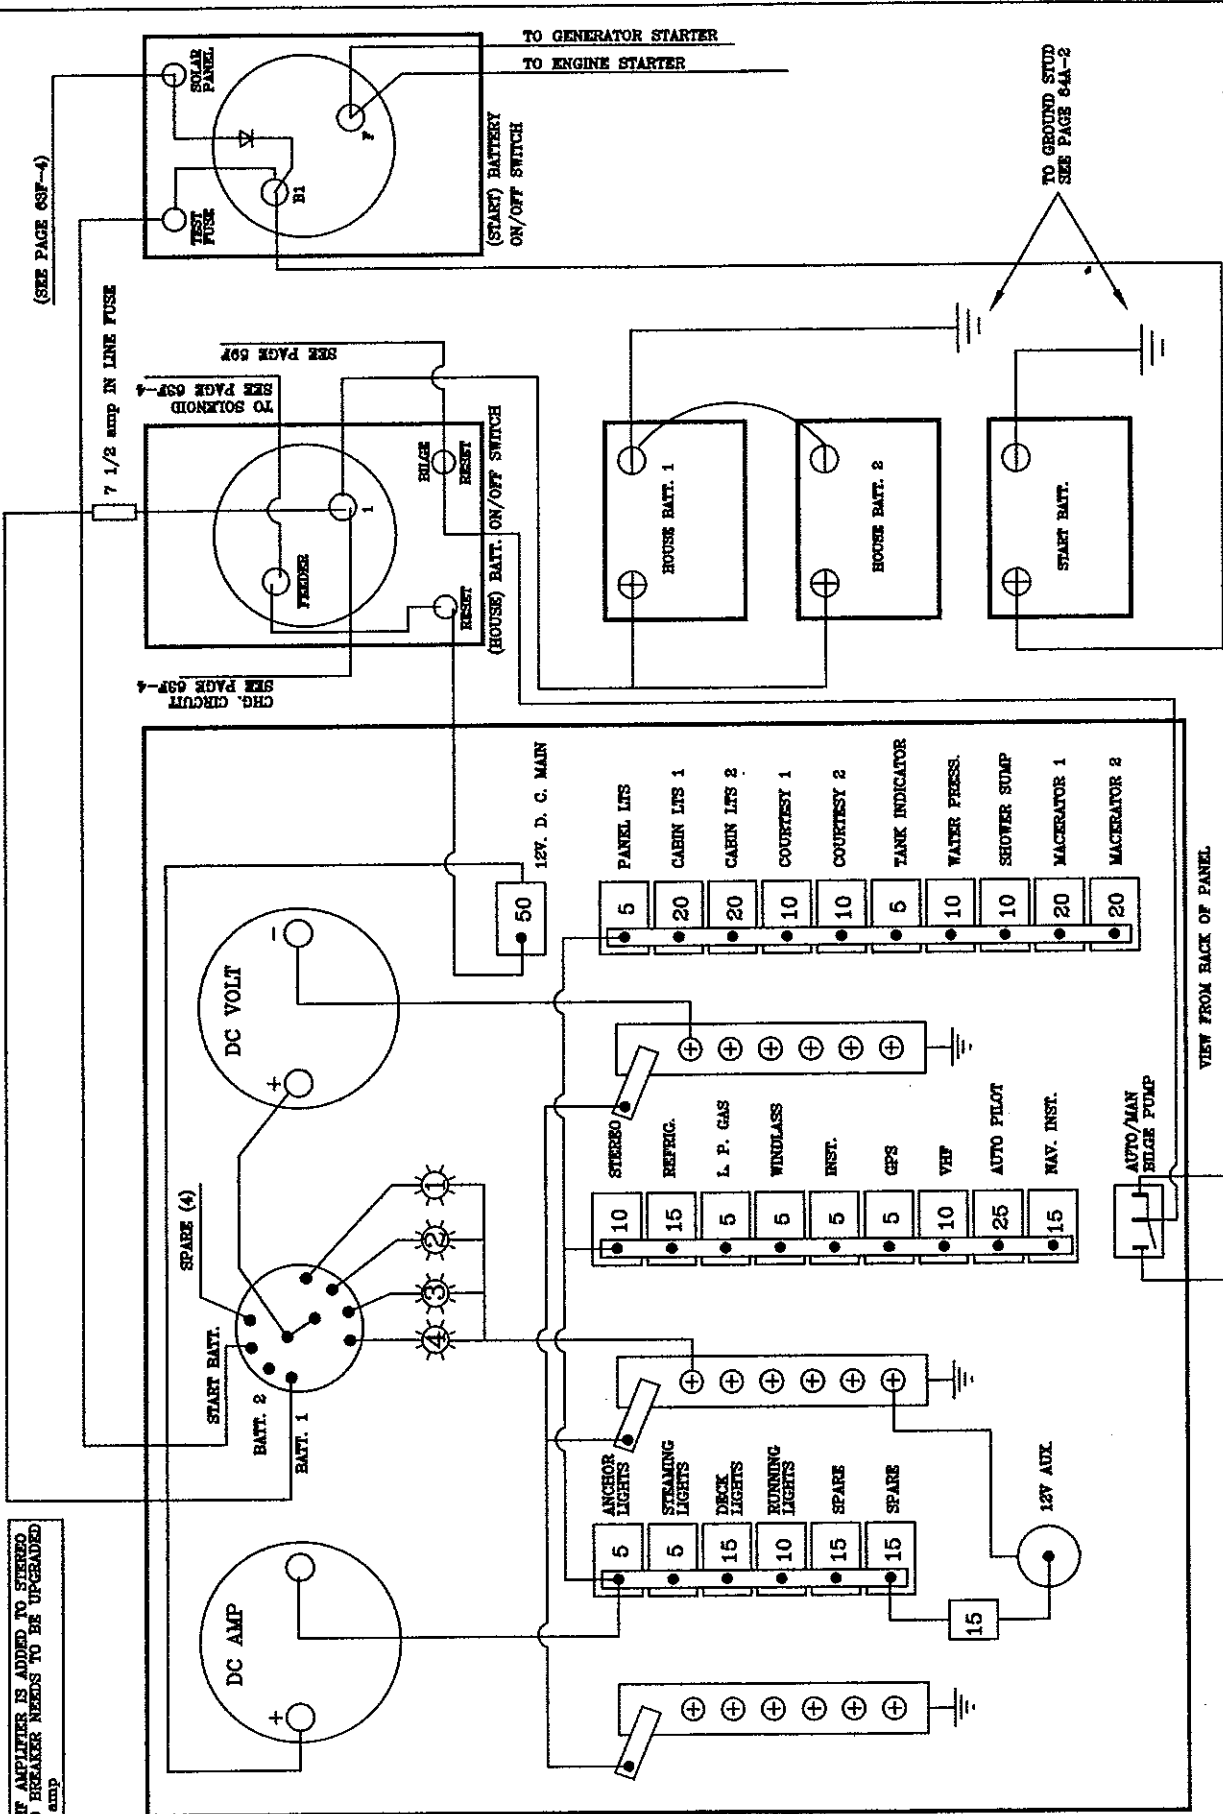 TO GENERATOR STARTER
TO ENGINE STARTER
(SEE PAGE 6SF-4)
SOLAR
PANEL
TEST
FUSE
F
B1
(START) BATTERY
ON/OFF SWITCH
TO GROUND STUD
SEE PAGE 64A-2
7 1/2 amp IN LINE FUSE
SEE PAGE 59F
TO SOLENOID
SEE PAGE 6SF-4
FEEDER
1
BILGE
RESET
RESET
(HOUSE) BATT. ON/OFF SWITCH
CHG. CIRCUIT
SEE PAGE 6SF-4
HOUSE BATT. 1
HOUSE BATT. 2
START BATT.
DC VOLT
+
-
12V. D. C. MAIN
50
PANEL LTS
5
CABIN LTS 1
20
CABIN LTS 2
20
COURTESY 1
10
COURTESY 2
10
TANK INDICATOR
5
WATER PRESS.
10
SHOWER SUMP
10
MACERATOR 1
20
MACERATOR 2
20
SPARE (4)
START BATT.
BATT. 2
BATT. 1
1
2
3
4
STEREO
10
REFRIG.
15
L. P. GAS
5
WINDLASS
5
INST.
5
GPS
5
VHF
10
AUTO PILOT
25
NAV. INST.
15
AUTO/MAN
BILGE PUMP
VIEW FROM BACK OF PANEL
DC AMP
+
ANCHOR
LIGHTS
5
STEAMING
LIGHTS
5
DECK
LIGHTS
15
RUNNING
LIGHTS
10
SPARE
15
SPARE
15
15
12V AUX.
IF AMPLIFIER IS ADDED TO STEREO
BREAKER NEEDS TO BE UPGRADED
amp